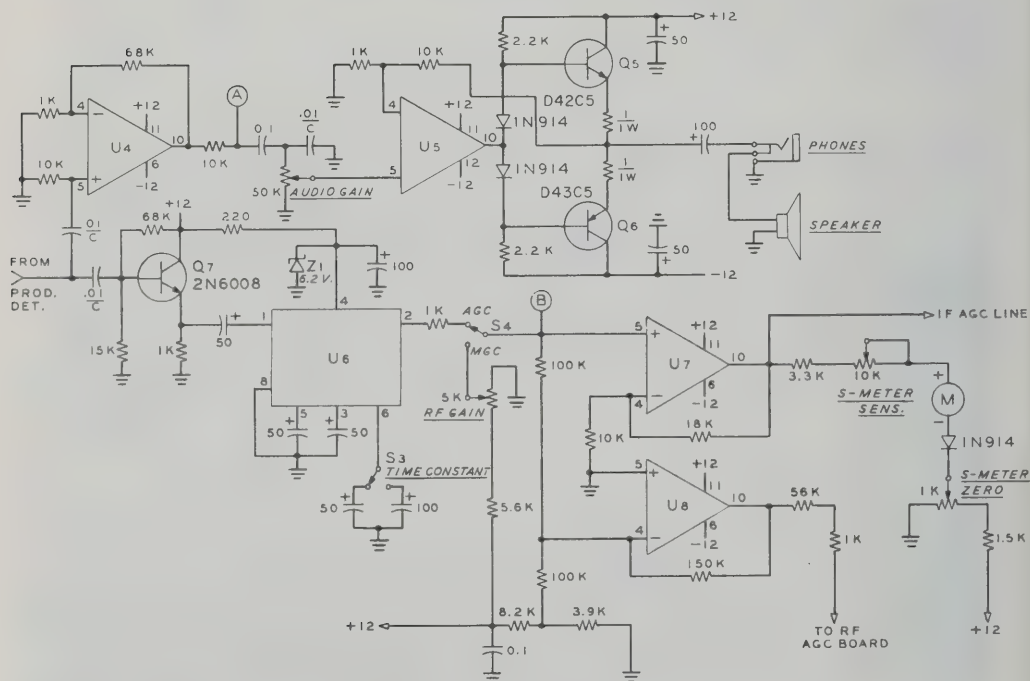 +12
68K
1K
4
−
+12
11
U4
10
10K
5
+
6
−12
10K
A
0.1
.01
C
50K
AUDIO GAIN
1K
10K
4
+12
11
U5
10
5
12
−12
2.2K
1N914
1N914
2.2K
Q5
D42C5
+
50
1
1W
1
1W
D43C5
Q6
50
+
−12
+
100
PHONES
SPEAKER
.01
C
FROM
PROD.
DET.
.01
C
68K
+12
220
Q7
2N6008
15K
1K
+
50
Z1
6.2V.
+
100
4
1
2
U6
8
5
3
6
+
50
+
50
S3
TIME CONSTANT
+
50
+
100
1K
AGC
S4
MGC
5K
RF GAIN
5.6K
B
100K
100K
8.2K
3.9K
+12
0.1
5
+
+12
11
U7
10
4
−
6
−12
10K
18K
5
+
+12
11
U8
10
4
−
6
−12
150K
56K
1K
TO RF
AGC BOARD
IF AGC LINE
3.3K
10K
S-METER
SENS.
+
M
−
1N914
S-METER
ZERO
1K
1.5K
+12